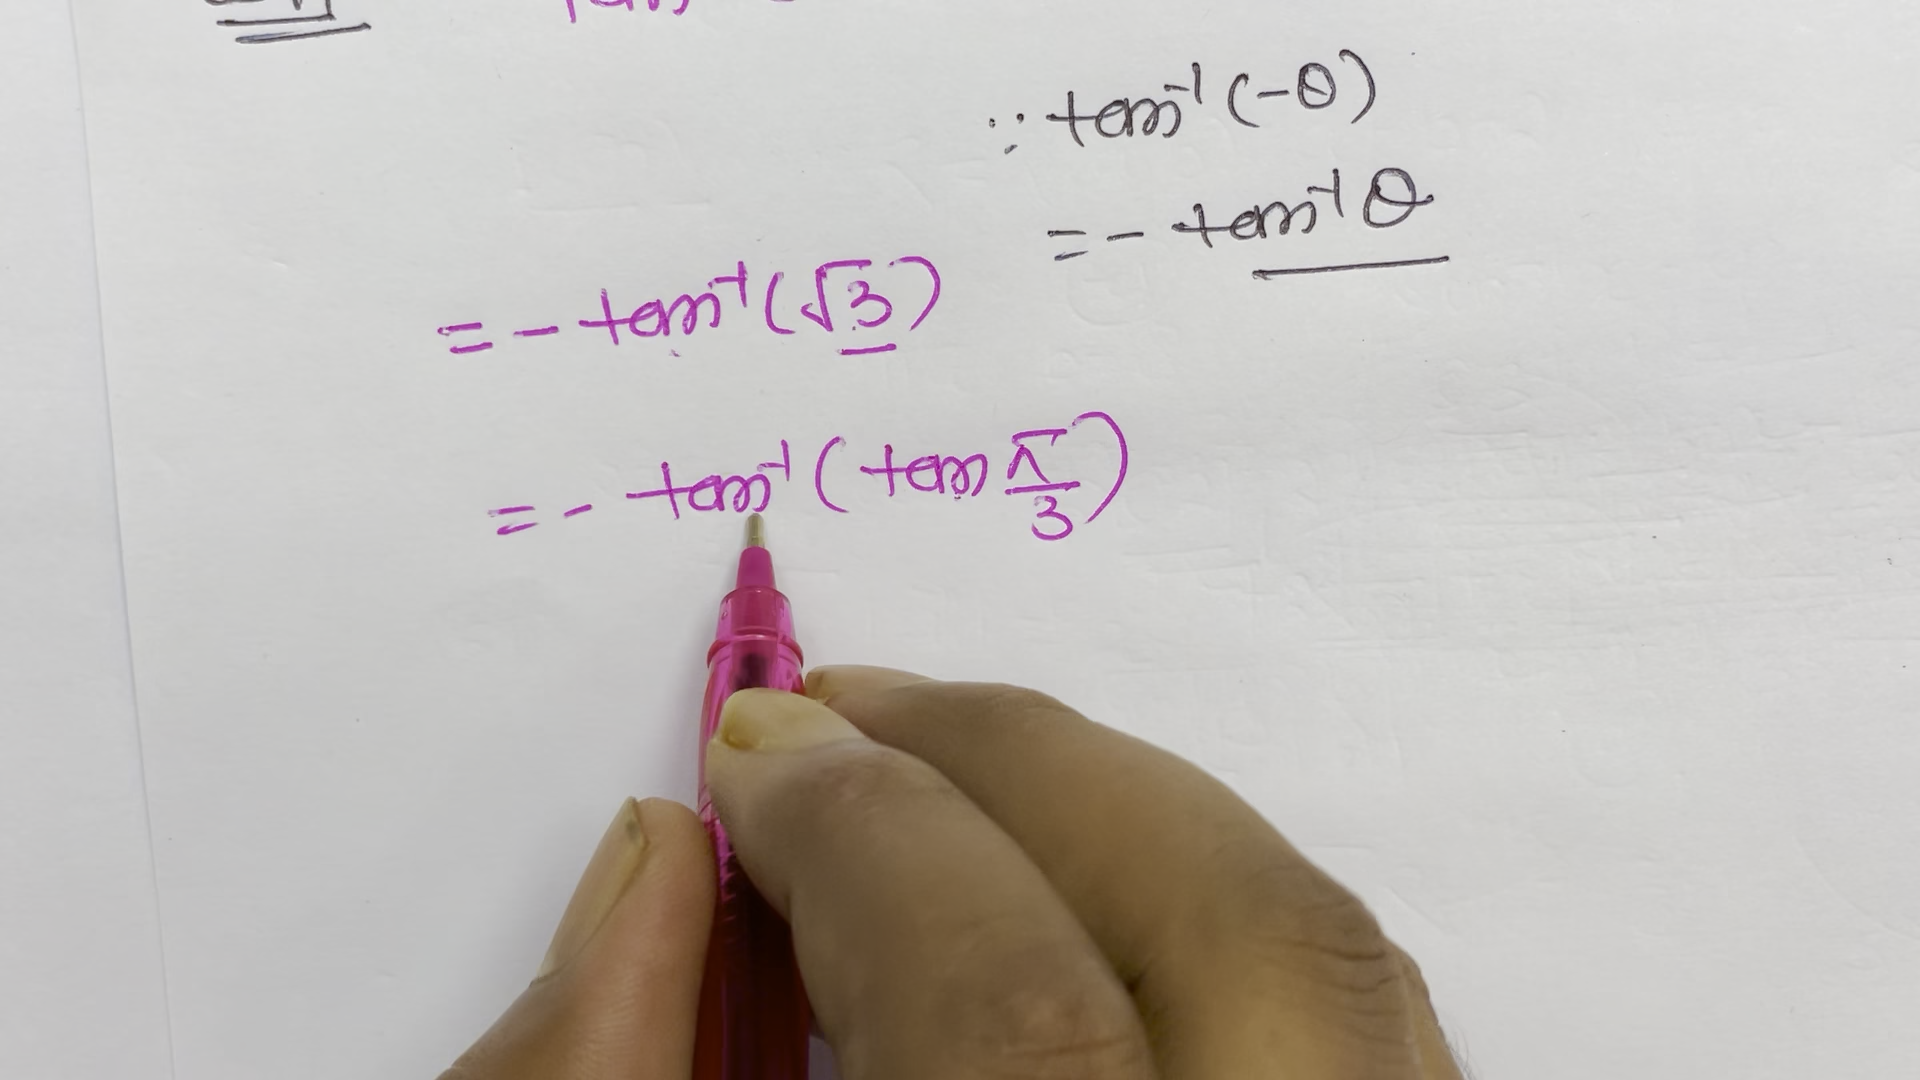 ∵ tan⁻¹(-θ)
= - tan⁻¹θ
= - tan⁻¹(√3)
= - tan⁻¹(tan π/3)